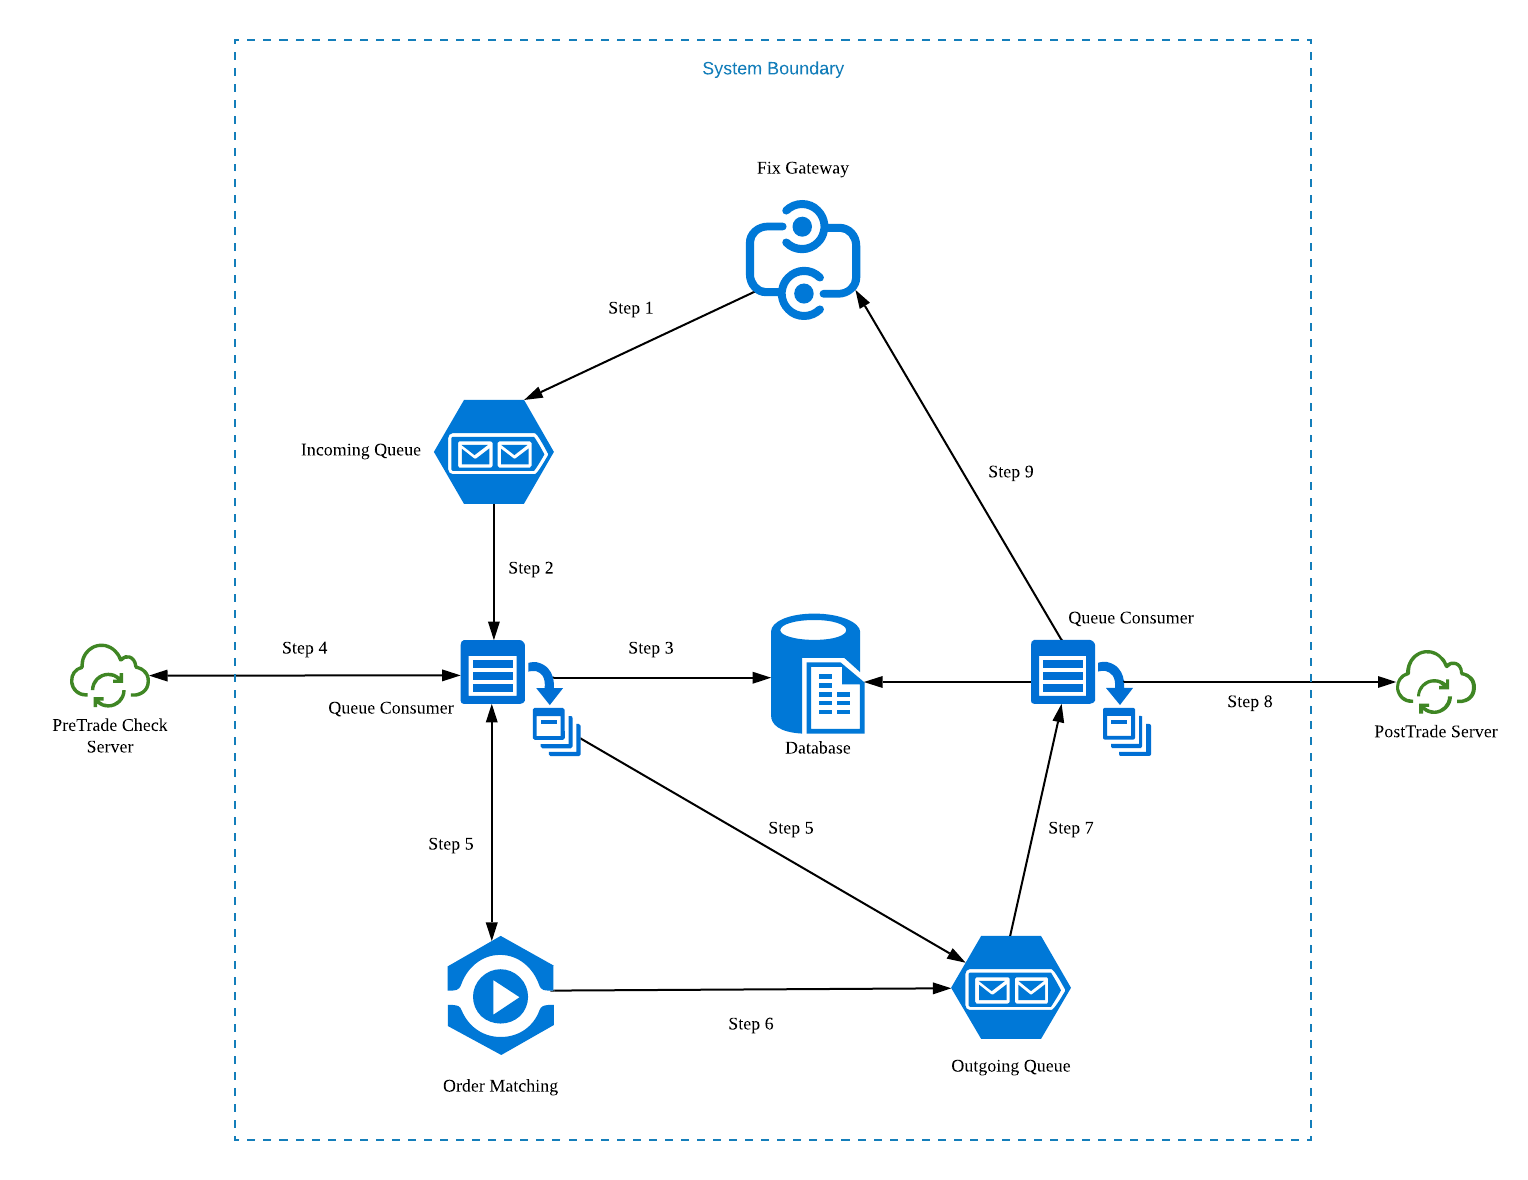 System Boundary
Fix Gateway
Step 1
Incoming Queue
Step 9
Step 2
Queue Consumer
Step 4
Step 3
Step 8
Queue Consumer
PreTrade Check
Server
PostTrade Server
Database
Step 5
Step 5
Step 7
Step 6
Outgoing Queue
Order Matching